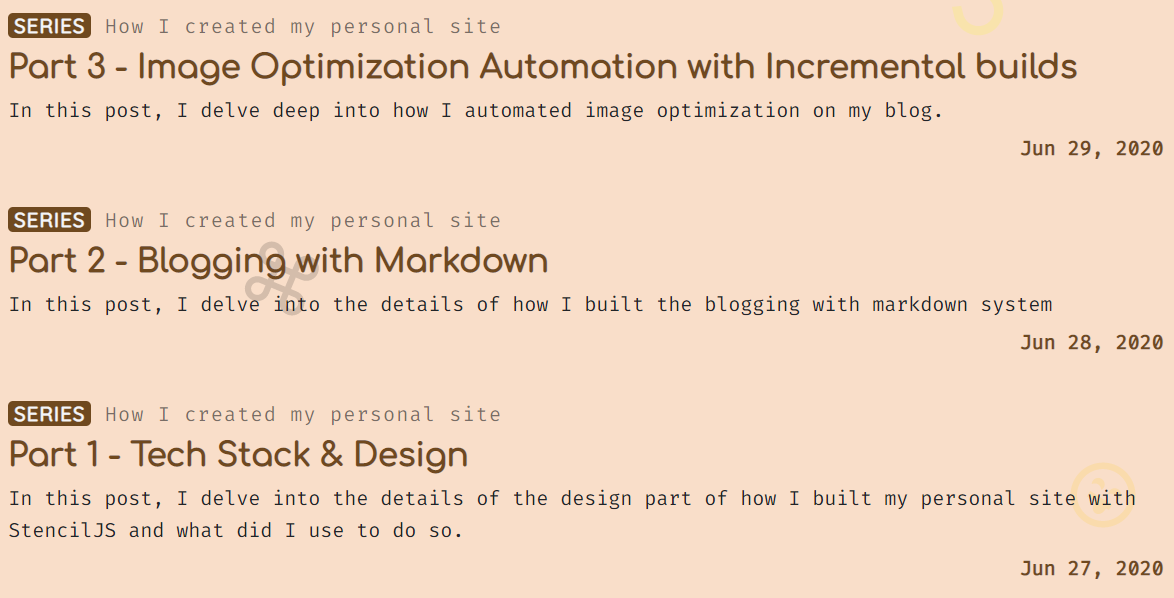 SERIES How I created my personal site
Part 3 - Image Optimization Automation with Incremental builds
In this post, I delve deep into how I automated image optimization on my blog.
Jun 29, 2020
SERIES How I created my personal site
Part 2 - Blogging with Markdown
In this post, I delve into the details of how I built the blogging with markdown system
Jun 28, 2020
SERIES How I created my personal site
Part 1 - Tech Stack & Design
In this post, I delve into the details of the design part of how I built my personal site with
StencilJS and what did I use to do so.
Jun 27, 2020